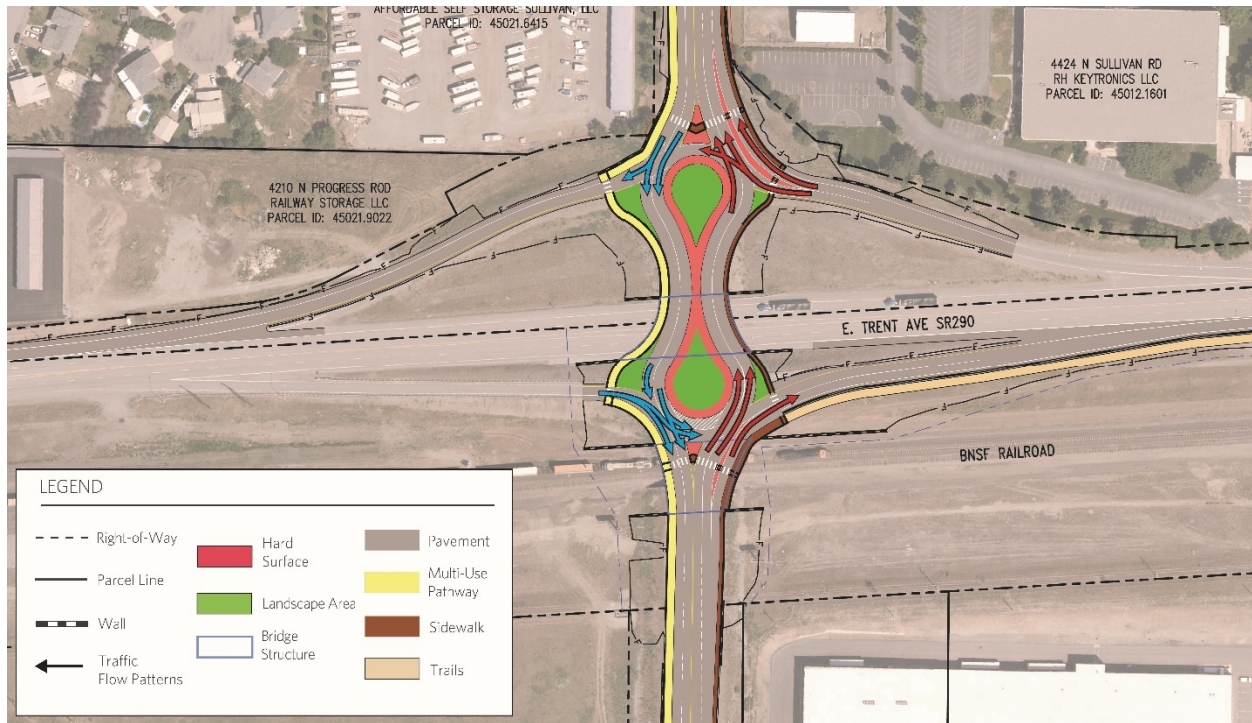 AFFORDABLE SELF STORAGE SULLIVAN, LLC
PARCEL ID: 45021.6415
4424 N SULLIVAN RD
RH KEYTRONICS LLC
PARCEL ID: 45012.1601
4210 N PROGRESS ROD
RAILWAY STORAGE LLC
PARCEL ID: 45021.9022
E. TRENT AVE SR290
BNSF RAILROAD
LEGEND
Right-of-Way
Parcel Line
Wall
Traffic
Flow Patterns
Hard
Surface
Landscape Area
Bridge
Structure
Pavement
Multi-Use
Pathway
Sidewalk
Trails